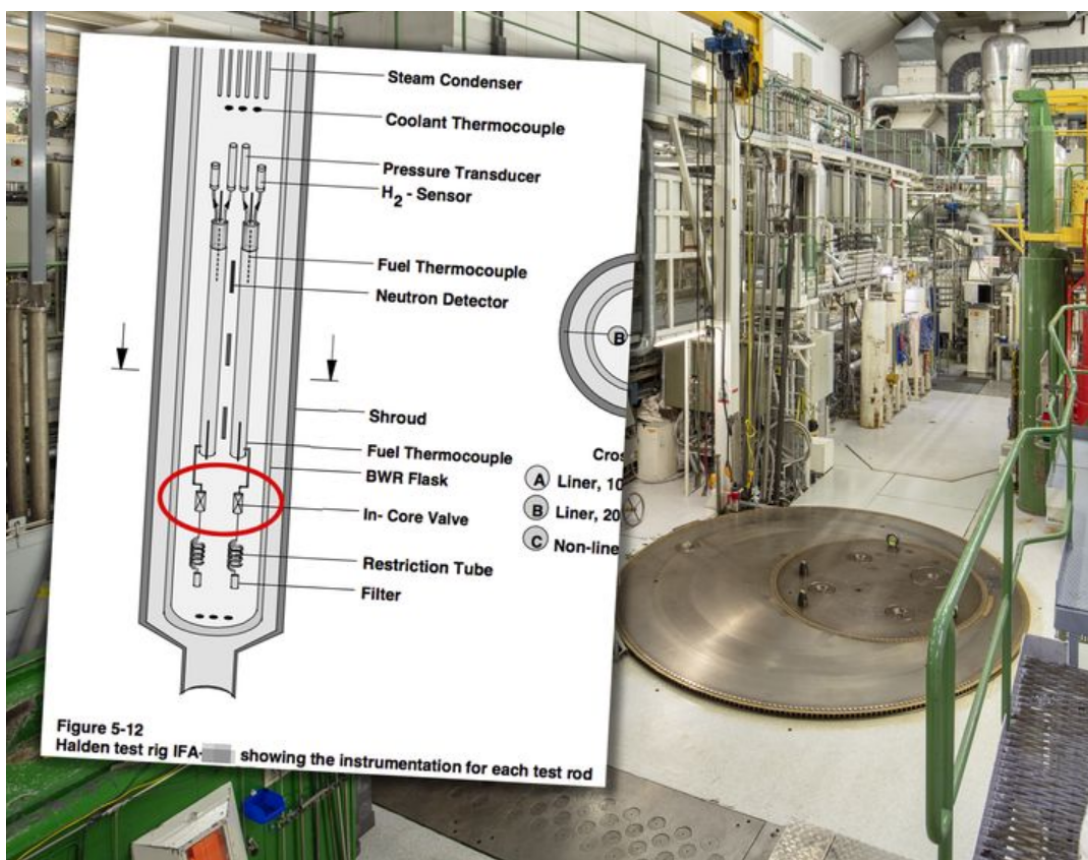 Steam Condenser
Coolant Thermocouple
Pressure Transducer
H2 - Sensor
Fuel Thermocouple
Neutron Detector
B
Shroud
Fuel Thermocouple
Cros
BWR Flask
A Liner, 10
In- Core Valve
B Liner, 20
C Non-line
Restriction Tube
Filter
Figure 5-12
Halden test rig IFA- showing the instrumentation for each test rod